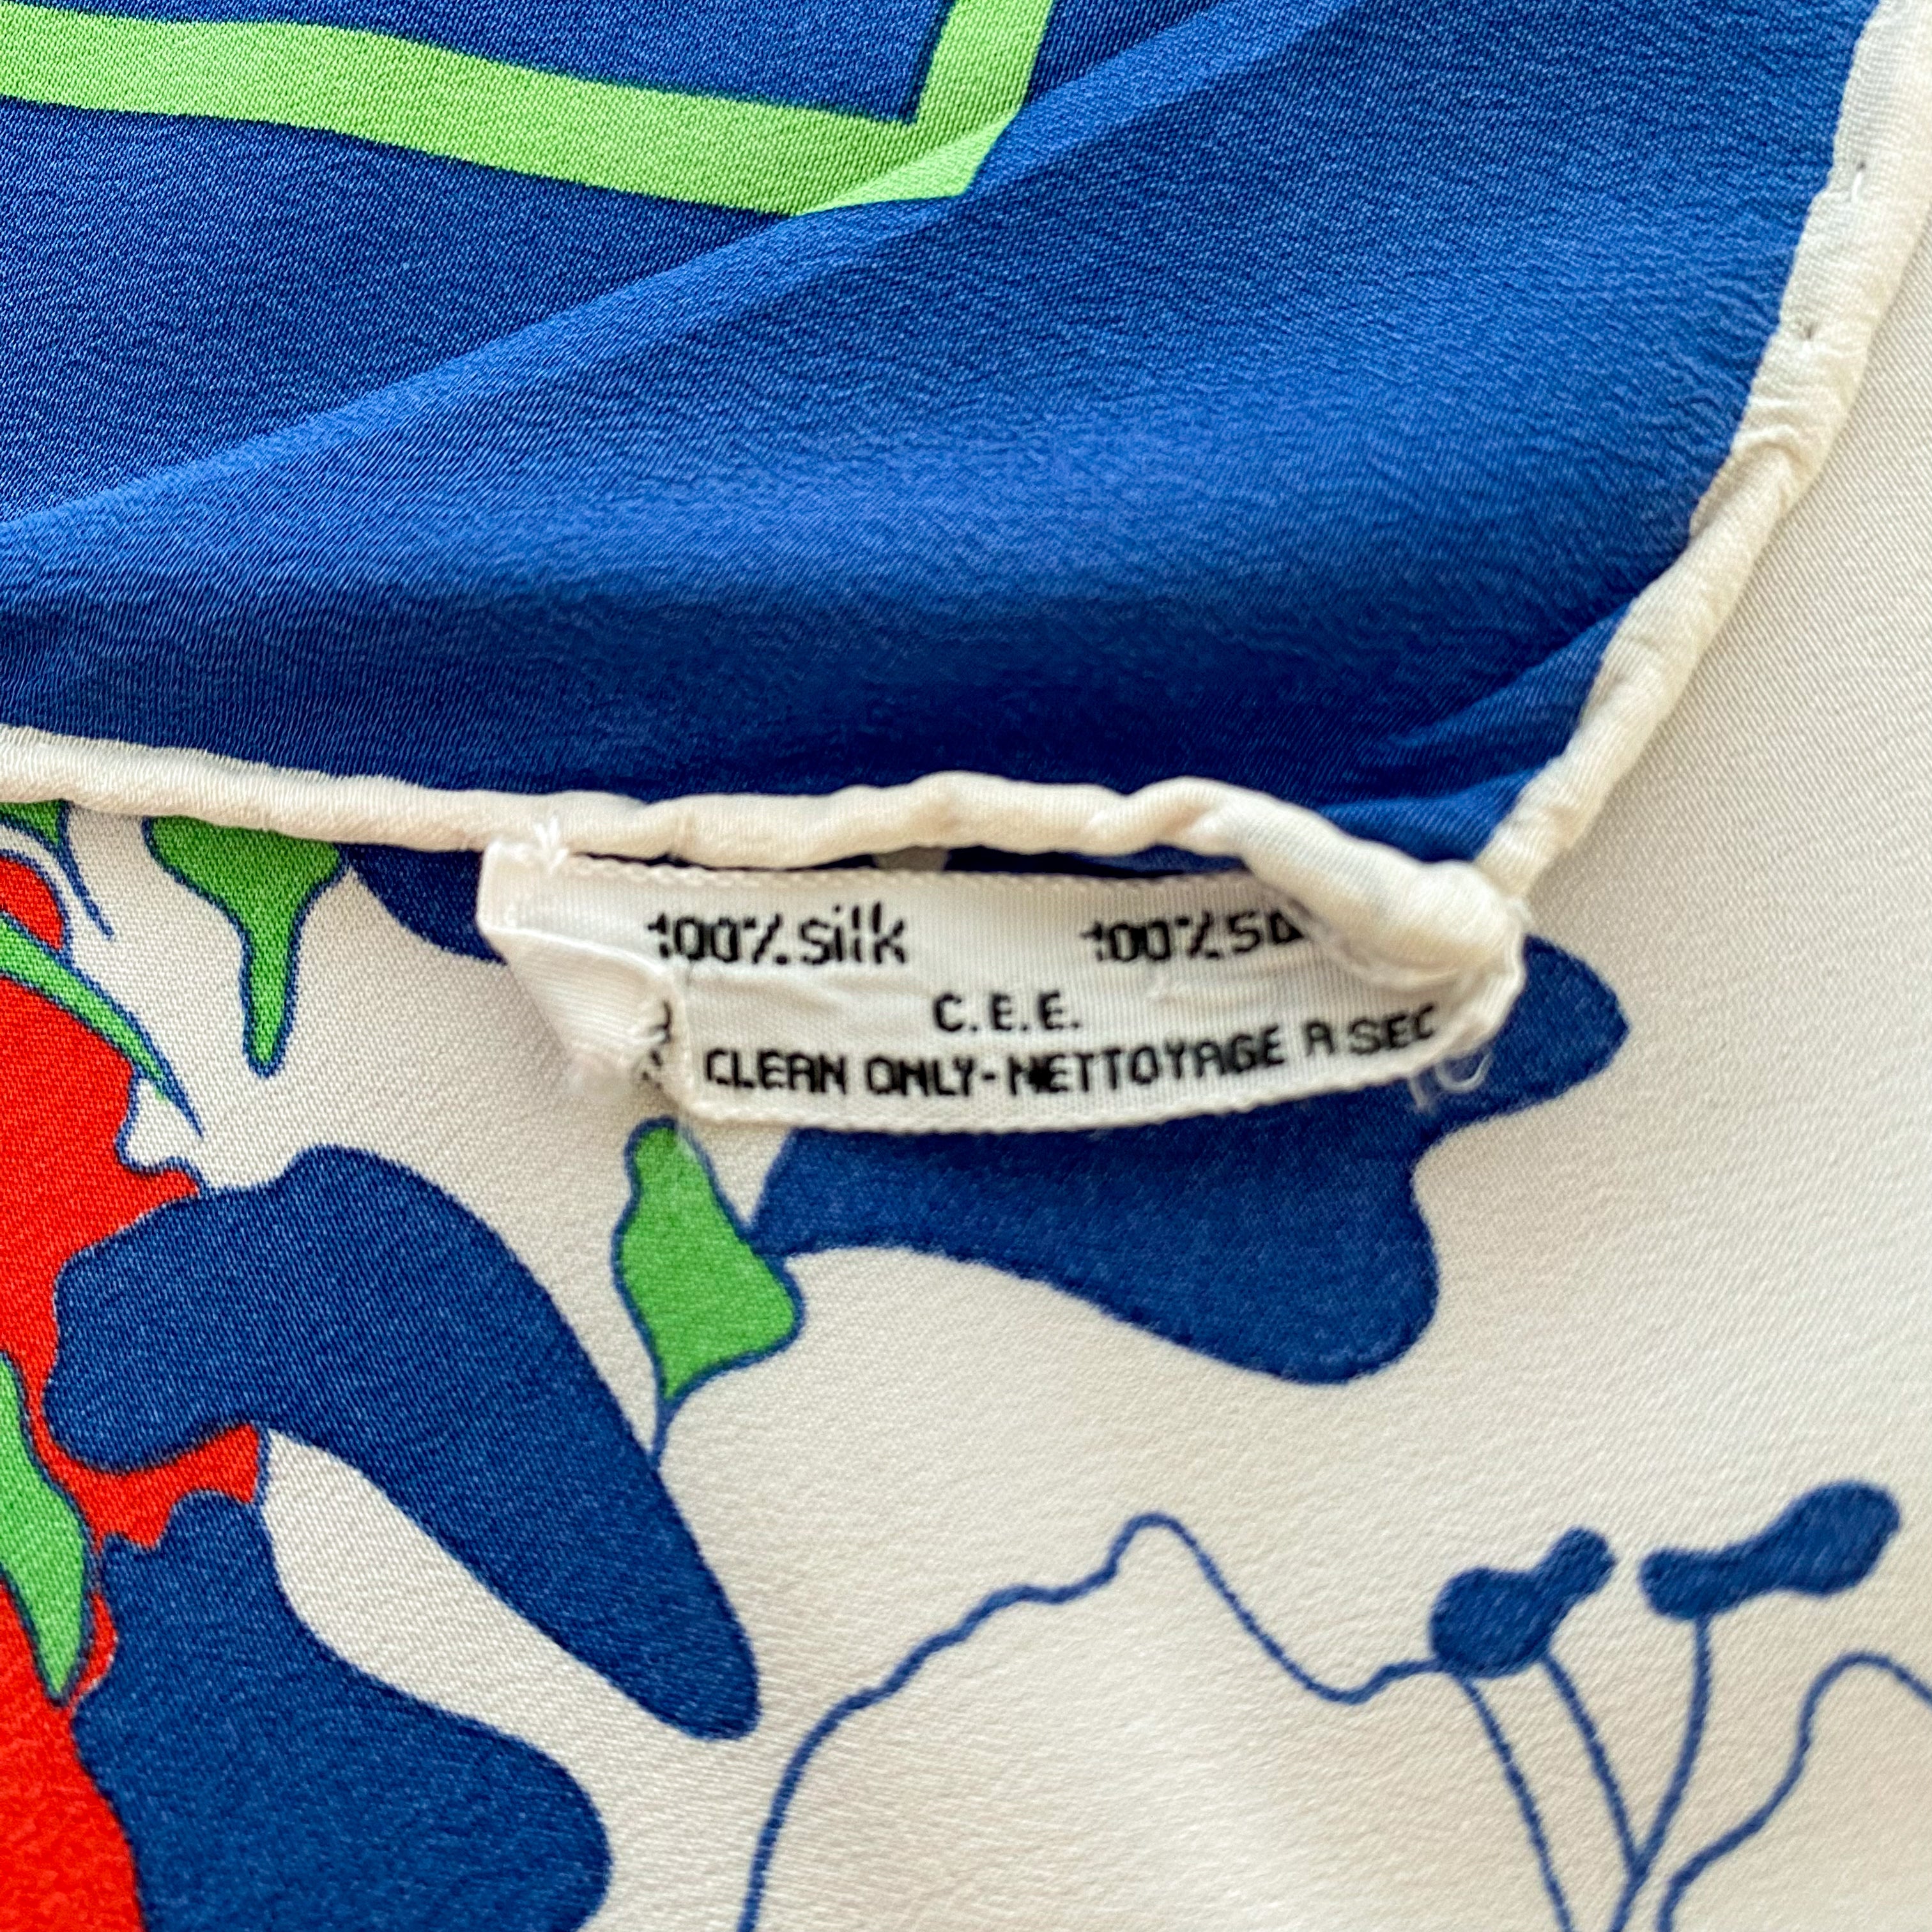 100% silk 100% so
C.E.E.
CLEAN ONLY-NETTOYAGE A SEC